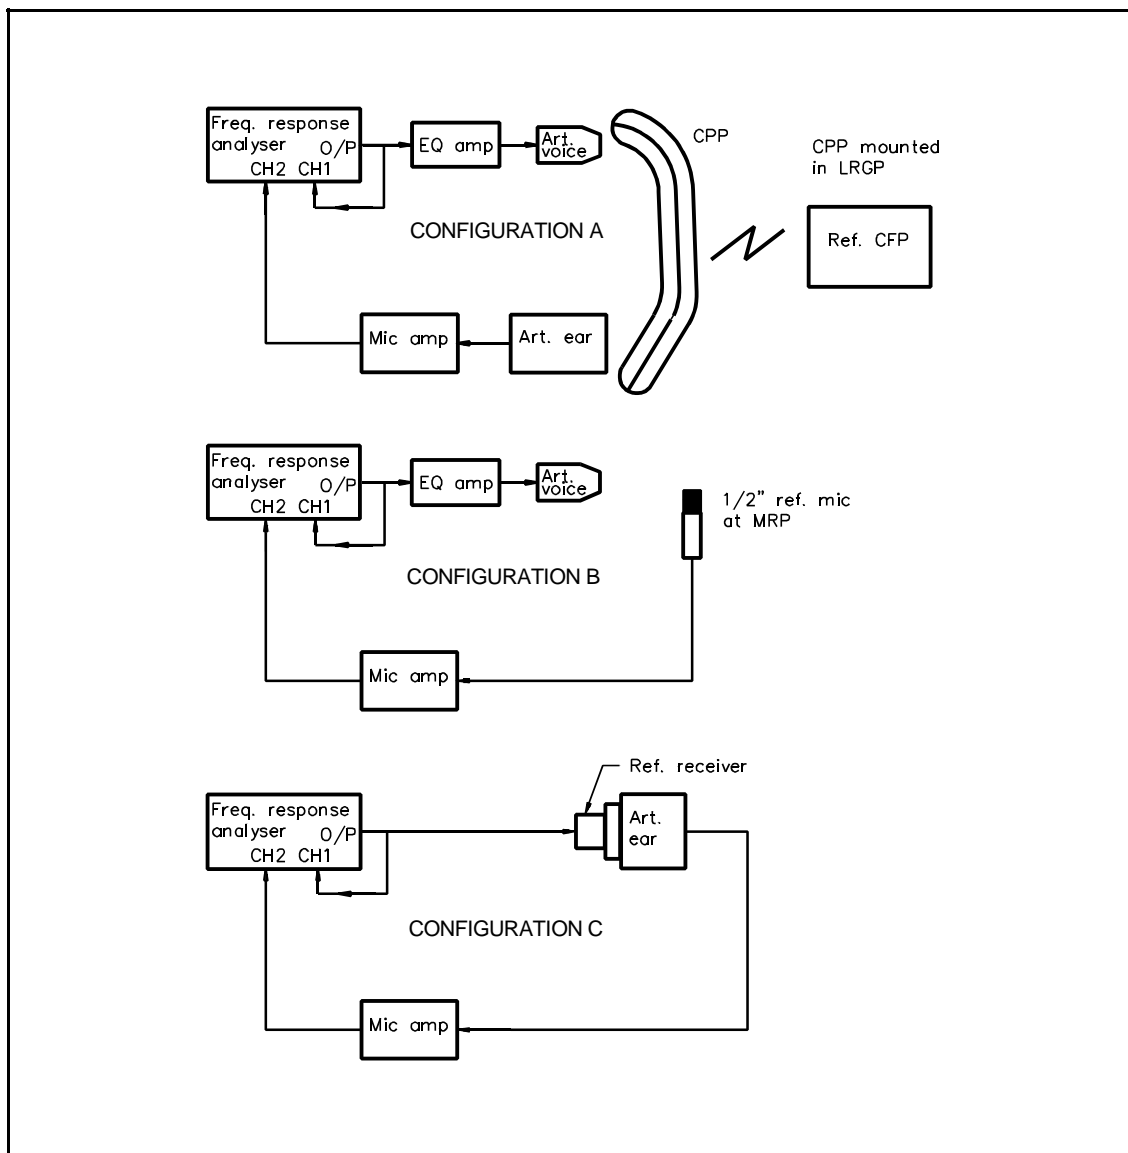 Freq. response
analyser O/P
CH2 CH1
EQ amp
Art.
voice
CPP
CPP mounted
in LRGP
Ref. CFP
CONFIGURATION A
Mic amp
Art. ear
Freq. response
analyser O/P
CH2 CH1
EQ amp
Art.
voice
1/2" ref. mic
at MRP
CONFIGURATION B
Mic amp
Ref. receiver
Freq. response
analyser O/P
CH2 CH1
Art.
ear
CONFIGURATION C
Mic amp